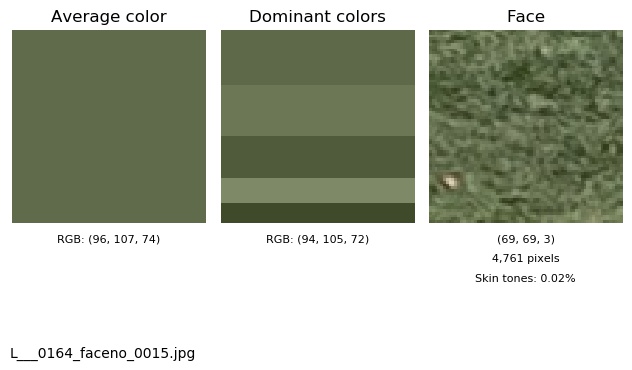 Average color
Dominant colors
Face
RGB: (96, 107, 74)
RGB: (94, 105, 72)
(69, 69, 3)
4,761 pixels
Skin tones: 0.02%
L___0164_faceno_0015.jpg